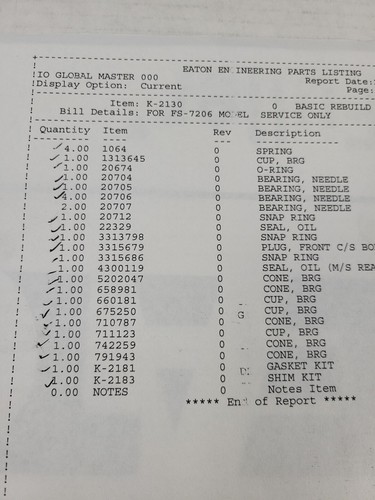 EATON EN INEERING PARTS LISTING
IO GLOBAL MASTER 000 Report Date:
Display Option: Current Page:
Item: K-2130 0 BASIC REBUILD
Bill Details: FOR FS-7206 MODEL SERVICE ONLY
Quantity Item Rev Description
4.00 1064 0 SPRING
1.00 1313645 0 CUP, BRG
1.00 20674 0 O-RING
1.00 20704 0 BEARING, NEEDLE
1.00 20705 0 BEARING, NEEDLE
4.00 20706 0 BEARING, NEEDLE
2.00 20707 0 BEARING, NEEDLE
1.00 20712 0 SNAP RING
1.00 22329 0 SEAL, OIL
1.00 3313798 0 SNAP RING
1.00 3315679 0 PLUG, FRONT C/S BO
1.00 3315686 0 SNAP RING
1.00 4300119 0 SEAL, OIL (M/S REA
1.00 5202047 0 CONE, BRG
1.00 658981 0 CONE, BRG
1.00 660181 0 CUP, BRG
1.00 675250 0 G CUP, BRG
1.00 710787 0 CONE, BRG
1.00 711123 0 CUP, BRG
1.00 742259 0 CONE, BRG
1.00 791943 0 CONE, BRG
1.00 K-2181 0 GASKET KIT
1.00 K-2183 0 SHIM KIT
0.00 NOTES 0 Notes Item
***** End of Report *****